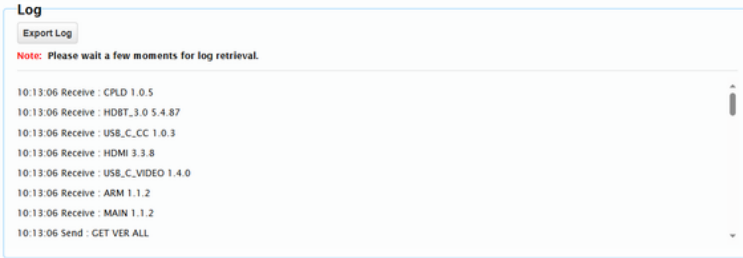 Log
Export Log
Note: Please wait a few moments for log retrieval.
10:13:06 Receive : CPLD 1.0.5
10:13:06 Receive : HDBT_3.0 5.4.87
10:13:06 Receive : USB_C_CC 1.0.3
10:13:06 Receive : HDMI 3.3.8
10:13:06 Receive : USB_C_VIDEO 1.4.0
10:13:06 Receive : ARM 1.1.2
10:13:06 Receive : MAIN 1.1.2
10:13:06 Send : GET VER ALL